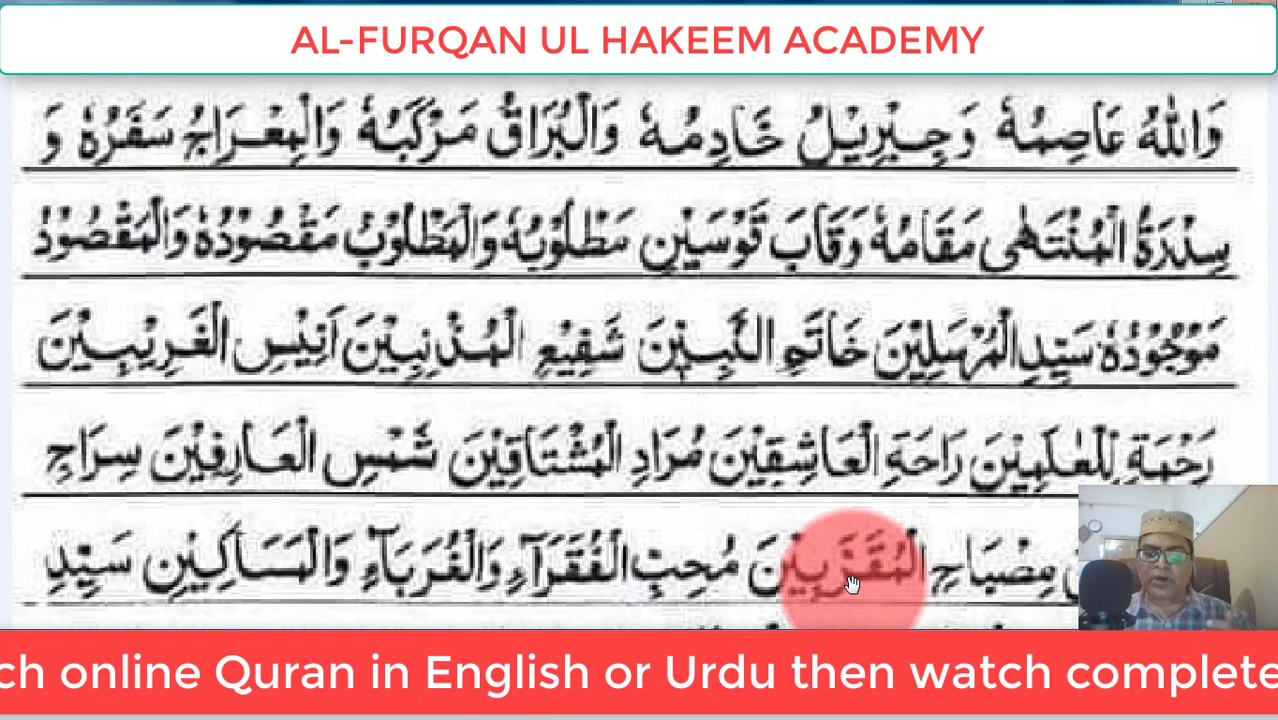 AL-FURQAN UL HAKEEM ACADEMY
وَاللّٰهُ عَاصِمُهٗ وَجِبْرِيْلُ خَادِمُهٗ وَالْبُرَاقُ مَرْكَبُهٗ وَالْمِعْرَاجُ سَفَرُهٗ وَ
سِدْرَةُ الْمُنْتَهٰى مَقَامُهٗ وَقَابَ قَوْسَيْنِ مَطْلُوْبُهٗ وَالْمَطْلُوْبُ مَقْصُوْدُهٗ وَالْمَقْصُوْدُ
مَوْجُوْدُهٗ سَيِّدِ الْمُرْسَلِيْنَ خَاتَمِ النَّبِيّٖنَ شَفِيْعِ الْمُذْنِبِيْنَ اَنِيْسِ الْغَرِيْبِيْنَ
رَحْمَةٍ لِّلْعٰلَمِيْنَ رَاحَةِ الْعَاشِقِيْنَ مُرَادِ الْمُشْتَاقِيْنَ شَمْسِ الْعَارِفِيْنَ سِرَاجِ
مِصْبَاحِ الْمُقَرَّبِيْنَ مُحِبِّ الْفُقَرَآءِ وَالْغُرَبَآءِ وَالْمَسَاكِيْنِ سَيِّدِ
ch online Quran in English or Urdu then watch complete